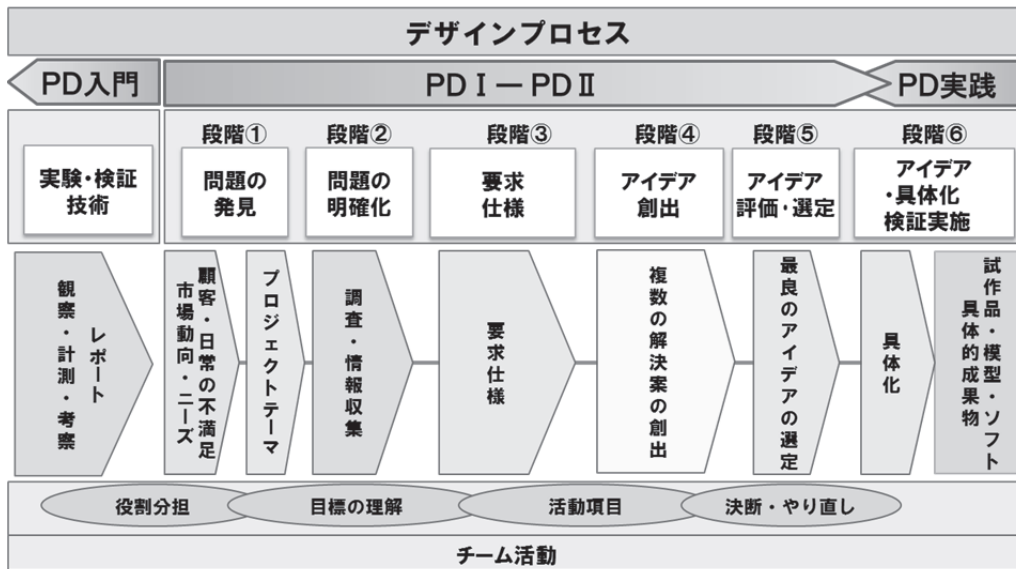 デザインプロセス
PD入門
PDⅠ－PDⅡ
PD実践
実験・検証
技術
段階①
問題の
発見
段階②
問題の
明確化
段階③
要求
仕様
段階④
アイデア
創出
段階⑤
アイデア
評価・選定
段階⑥
アイデア
・具体化
検証実施
レポート
観察・計測・考察
顧客・日常の不満足
市場動向・ニーズ
プロジェクトテーマ
調査・情報収集
要求仕様
複数の解決案の創出
最良のアイデアの選定
具体化
試作品・模型・ソフト
具体的成果物
役割分担
目標の理解
活動項目
決断・やり直し
チーム活動